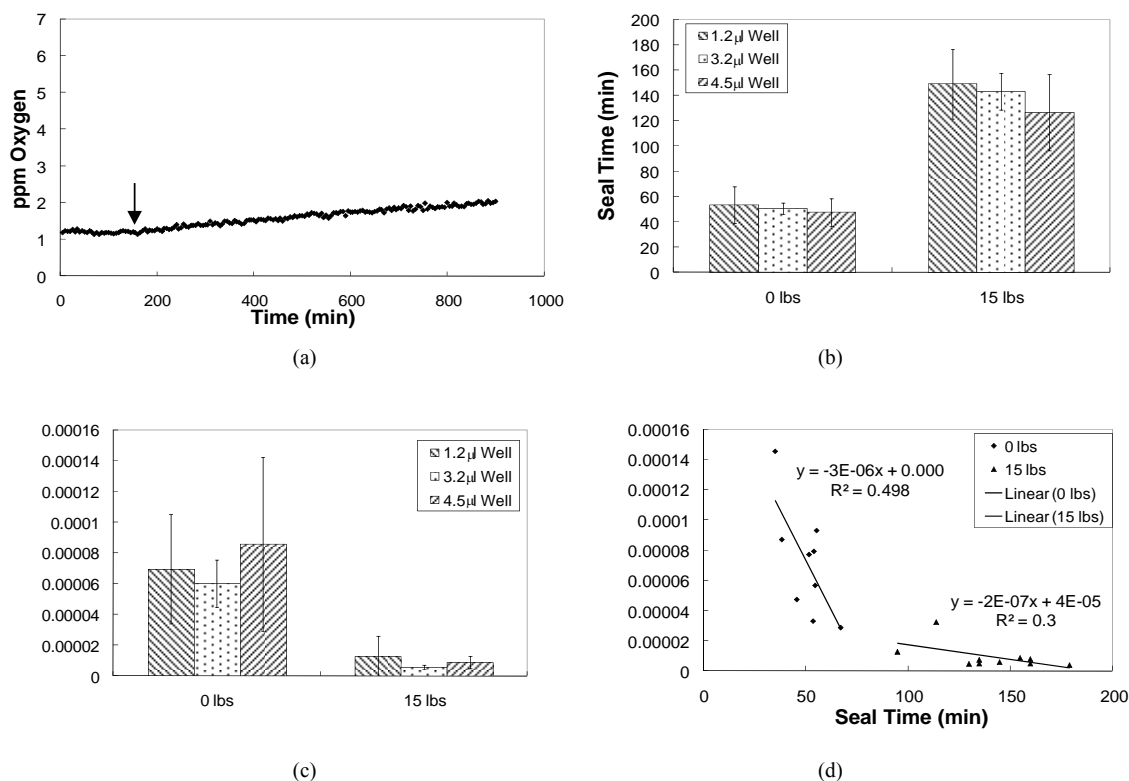 7
6
5
4
3
2
1
0
ppm Oxygen
0 200 400 600 800 1000
Time (min)
(a)
200
180
160
140
120
100
80
60
40
20
0
Seal Time (min)
1.2µl Well
3.2µl Well
4.5µl Well
0 lbs 15 lbs
(b)
0.00016
0.00014
0.00012
0.0001
0.00008
0.00006
0.00004
0.00002
0
1.2µl Well
3.2µl Well
4.5µl Well
0 lbs 15 lbs
(c)
0.00016
0.00014
0.00012
0.0001
0.00008
0.00006
0.00004
0.00002
0
y = -3E-06x + 0.000
R² = 0.498
0 lbs
15 lbs
Linear (0 lbs)
Linear (15 lbs)
y = -2E-07x + 4E-05
R² = 0.3
0 50 100 150 200
Seal Time (min)
(d)